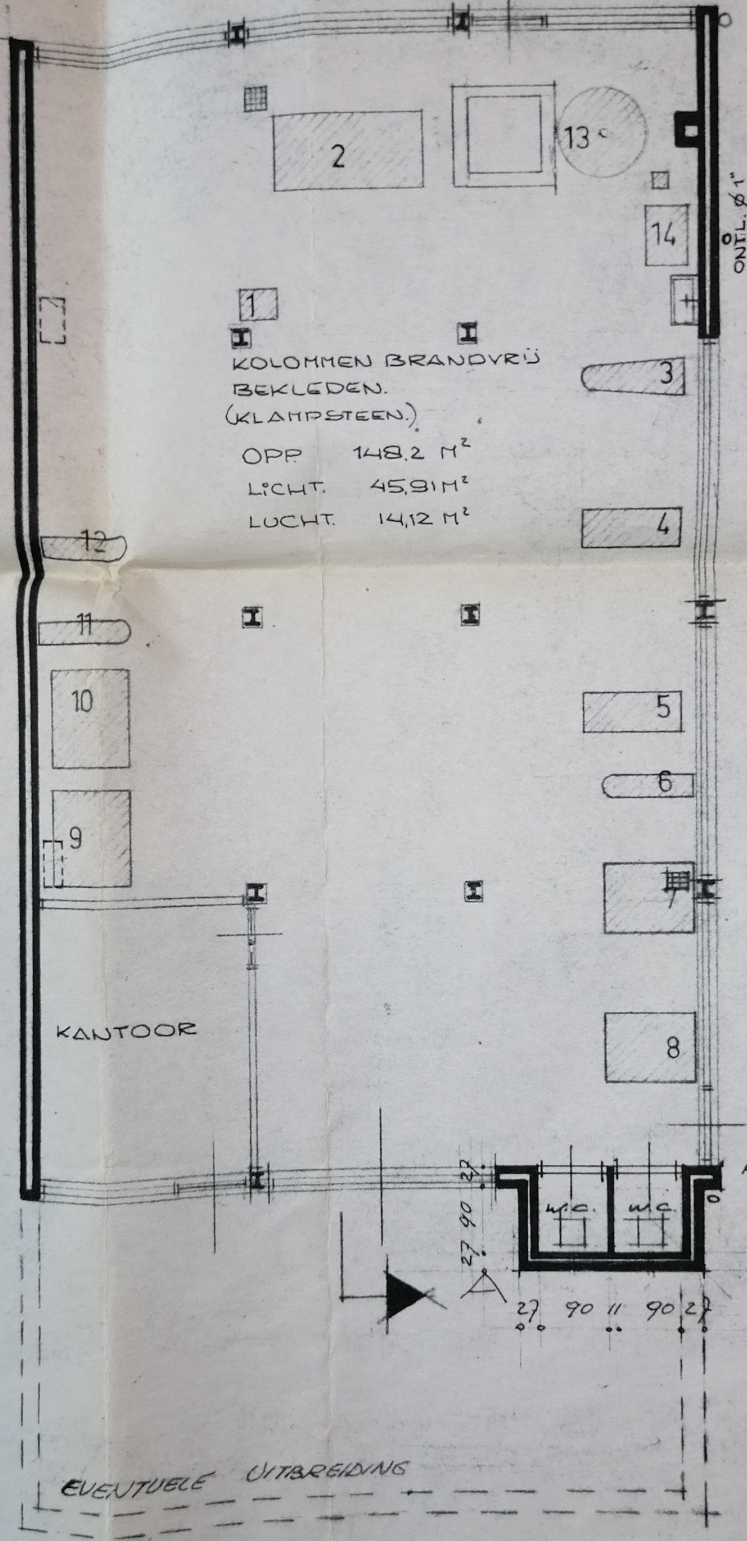 2
13
14
ONTL. Ø 1"
1
KOLOMMEN BRANDVRIJ
BEKLEDEN.
(KLAMPSTEEN.)
OPP. 148.2 M²
LICHT. 45,91 M²
LUCHT. 14,12 M²
3
4
12
11
10
5
6
9
7
KANTOOR
8
27 90 27
W.C. W.C.
27 90 11 90 27
EVENTUELE UITBREIDING